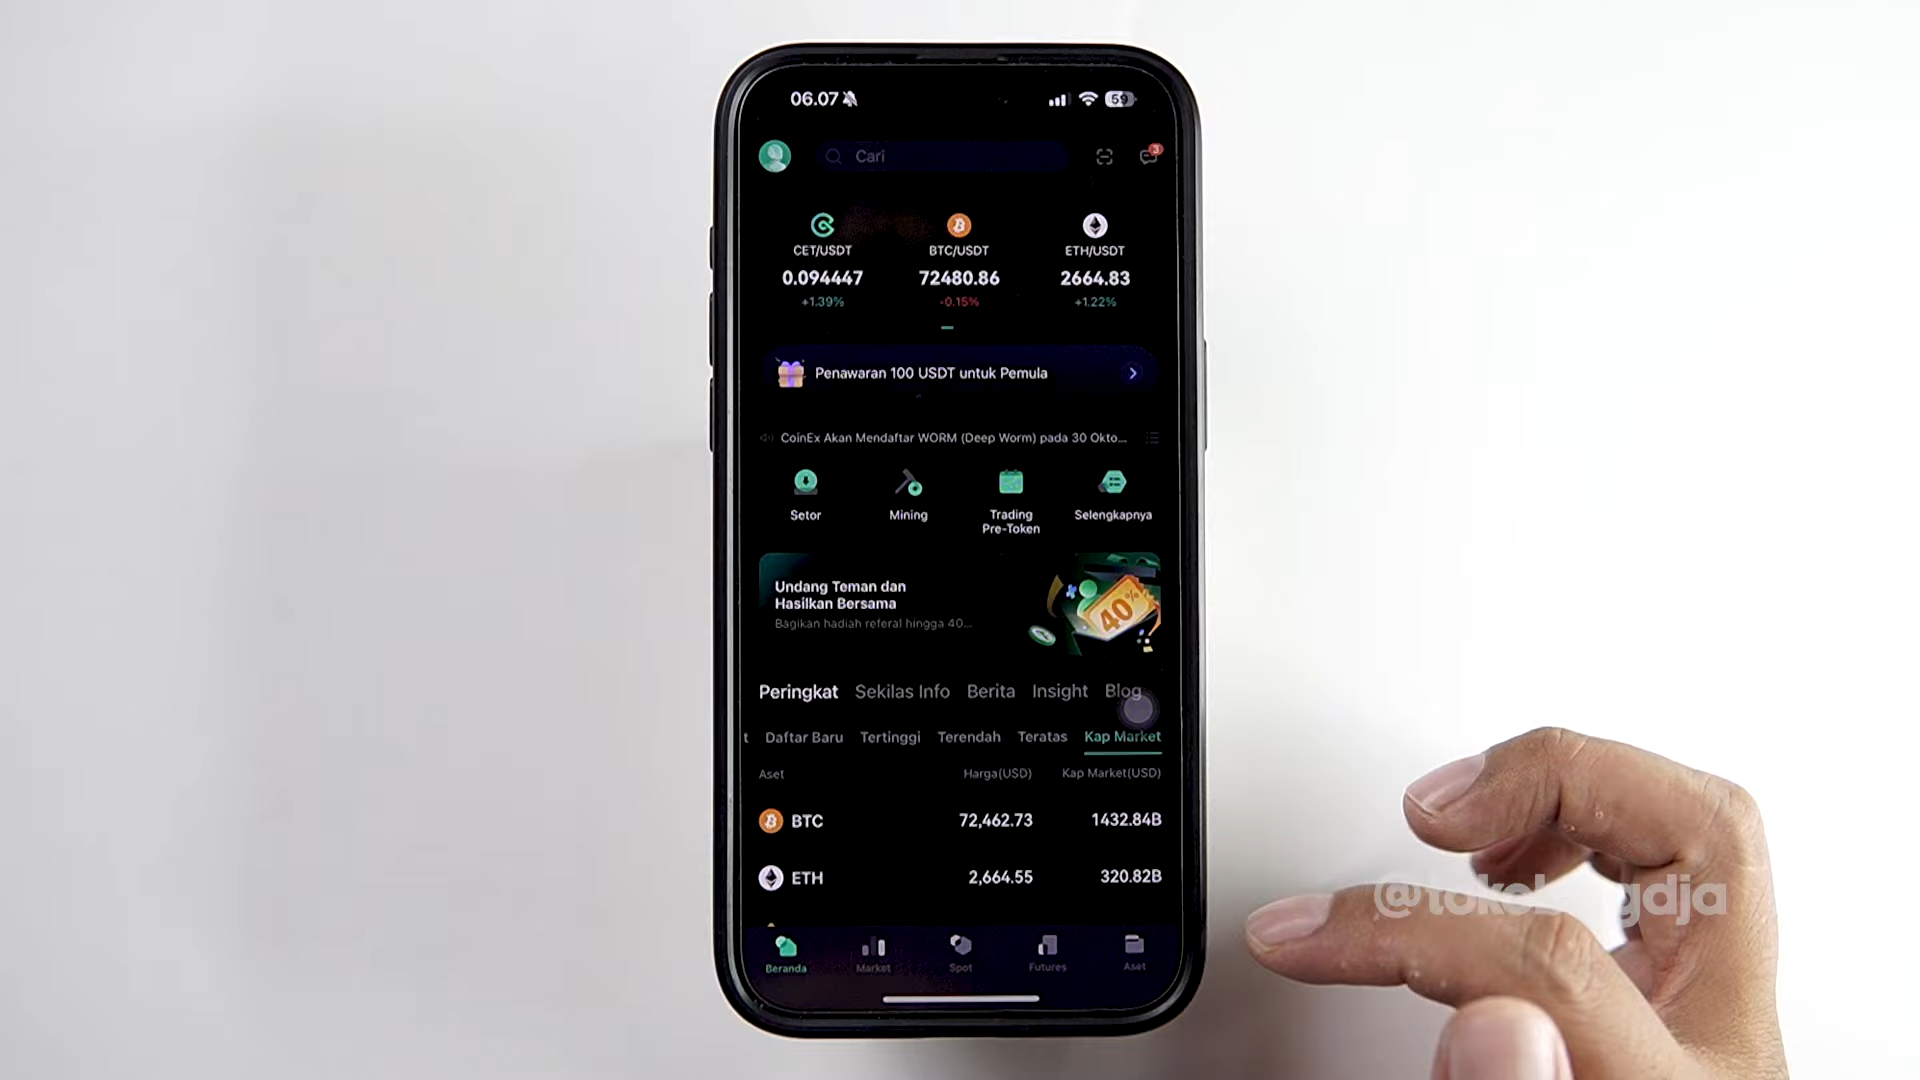 06.07
59
Cari
3
CET/USDT
BTC/USDT
ETH/USDT
0.094447
72480.86
2664.83
+1.39%
-0.15%
+1.22%
Penawaran 100 USDT untuk Pemula
CoinEx Akan Mendaftar WORM (Deep Worm) pada 30 Okto...
Setor
Mining
Trading
Pre-Token
Selengkapnya
Undang Teman dan
Hasilkan Bersama
Bagikan hadiah referal hingga 40...
40%
Peringkat Sekilas Info Berita Insight Blog
t Daftar Baru Tertinggi Terendah Teratas Kap Market
Aset Harga(USD) Kap Market(USD)
BTC 72,462.73 1432.84B
ETH 2,664.55 320.82B
Beranda Market Spot Futures Aset